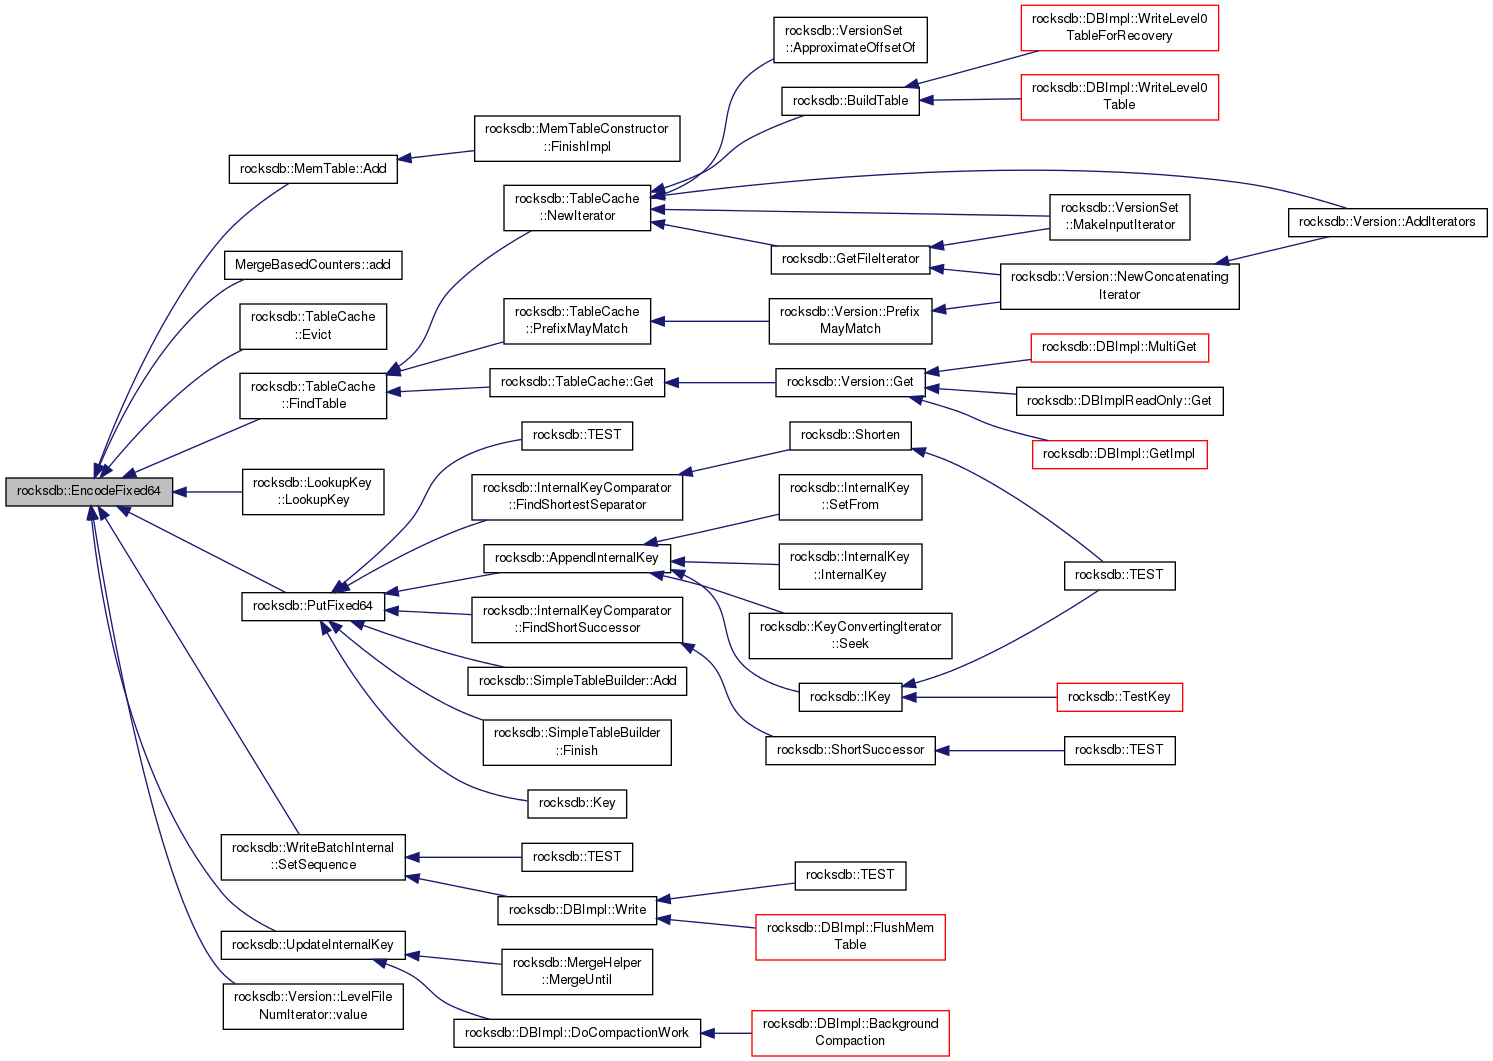 rocksdb::EncodeFixed64
rocksdb::MemTable::Add
rocksdb::MemTableConstructor
::FinishImpl
MergeBasedCounters::add
rocksdb::TableCache
::Evict
rocksdb::TableCache
::FindTable
rocksdb::TableCache
::NewIterator
rocksdb::VersionSet
::ApproximateOffsetOf
rocksdb::BuildTable
rocksdb::DBImpl::WriteLevel0
TableForRecovery
rocksdb::DBImpl::WriteLevel0
Table
rocksdb::Version::AddIterators
rocksdb::VersionSet
::MakeInputIterator
rocksdb::GetFileIterator
rocksdb::Version::NewConcatenating
Iterator
rocksdb::TableCache
::PrefixMayMatch
rocksdb::Version::Prefix
MayMatch
rocksdb::TableCache::Get
rocksdb::Version::Get
rocksdb::DBImpl::MultiGet
rocksdb::DBImplReadOnly::Get
rocksdb::DBImpl::GetImpl
rocksdb::LookupKey
::LookupKey
rocksdb::PutFixed64
rocksdb::TEST
rocksdb::InternalKeyComparator
::FindShortestSeparator
rocksdb::Shorten
rocksdb::TEST
rocksdb::AppendInternalKey
rocksdb::InternalKey
::SetFrom
rocksdb::InternalKey
::InternalKey
rocksdb::KeyConvertingIterator
::Seek
rocksdb::IKey
rocksdb::TestKey
rocksdb::InternalKeyComparator
::FindShortSuccessor
rocksdb::ShortSuccessor
rocksdb::TEST
rocksdb::SimpleTableBuilder::Add
rocksdb::SimpleTableBuilder
::Finish
rocksdb::Key
rocksdb::WriteBatchInternal
::SetSequence
rocksdb::TEST
rocksdb::DBImpl::Write
rocksdb::TEST
rocksdb::DBImpl::FlushMem
Table
rocksdb::UpdateInternalKey
rocksdb::MergeHelper
::MergeUntil
rocksdb::DBImpl::DoCompactionWork
rocksdb::DBImpl::Background
Compaction
rocksdb::Version::LevelFile
NumIterator::value